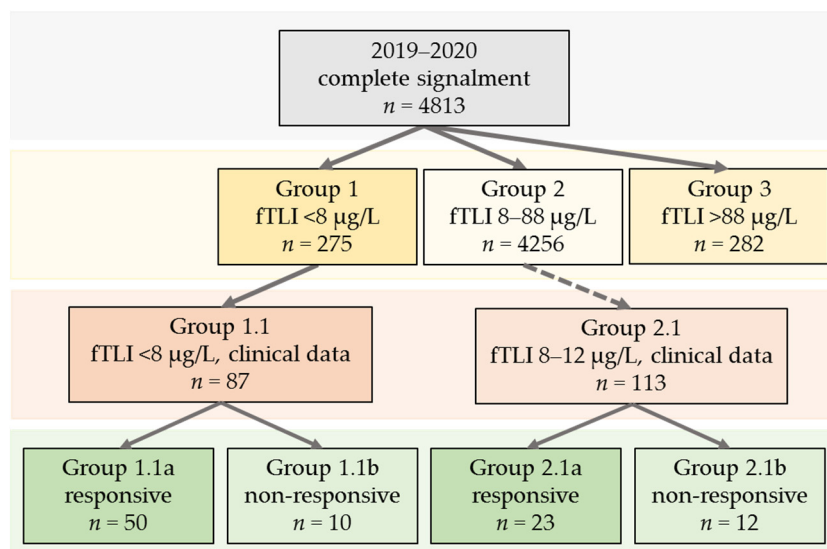 2019–2020
complete signalment
n = 4813
Group 1
fTLI <8 µg/L
n = 275
Group 2
fTLI 8–88 µg/L
n = 4256
Group 3
fTLI >88 µg/L
n = 282
Group 1.1
fTLI <8 µg/L, clinical data
n = 87
Group 2.1
fTLI 8–12 µg/L, clinical data
n = 113
Group 1.1a
responsive
n = 50
Group 1.1b
non-responsive
n = 10
Group 2.1a
responsive
n = 23
Group 2.1b
non-responsive
n = 12